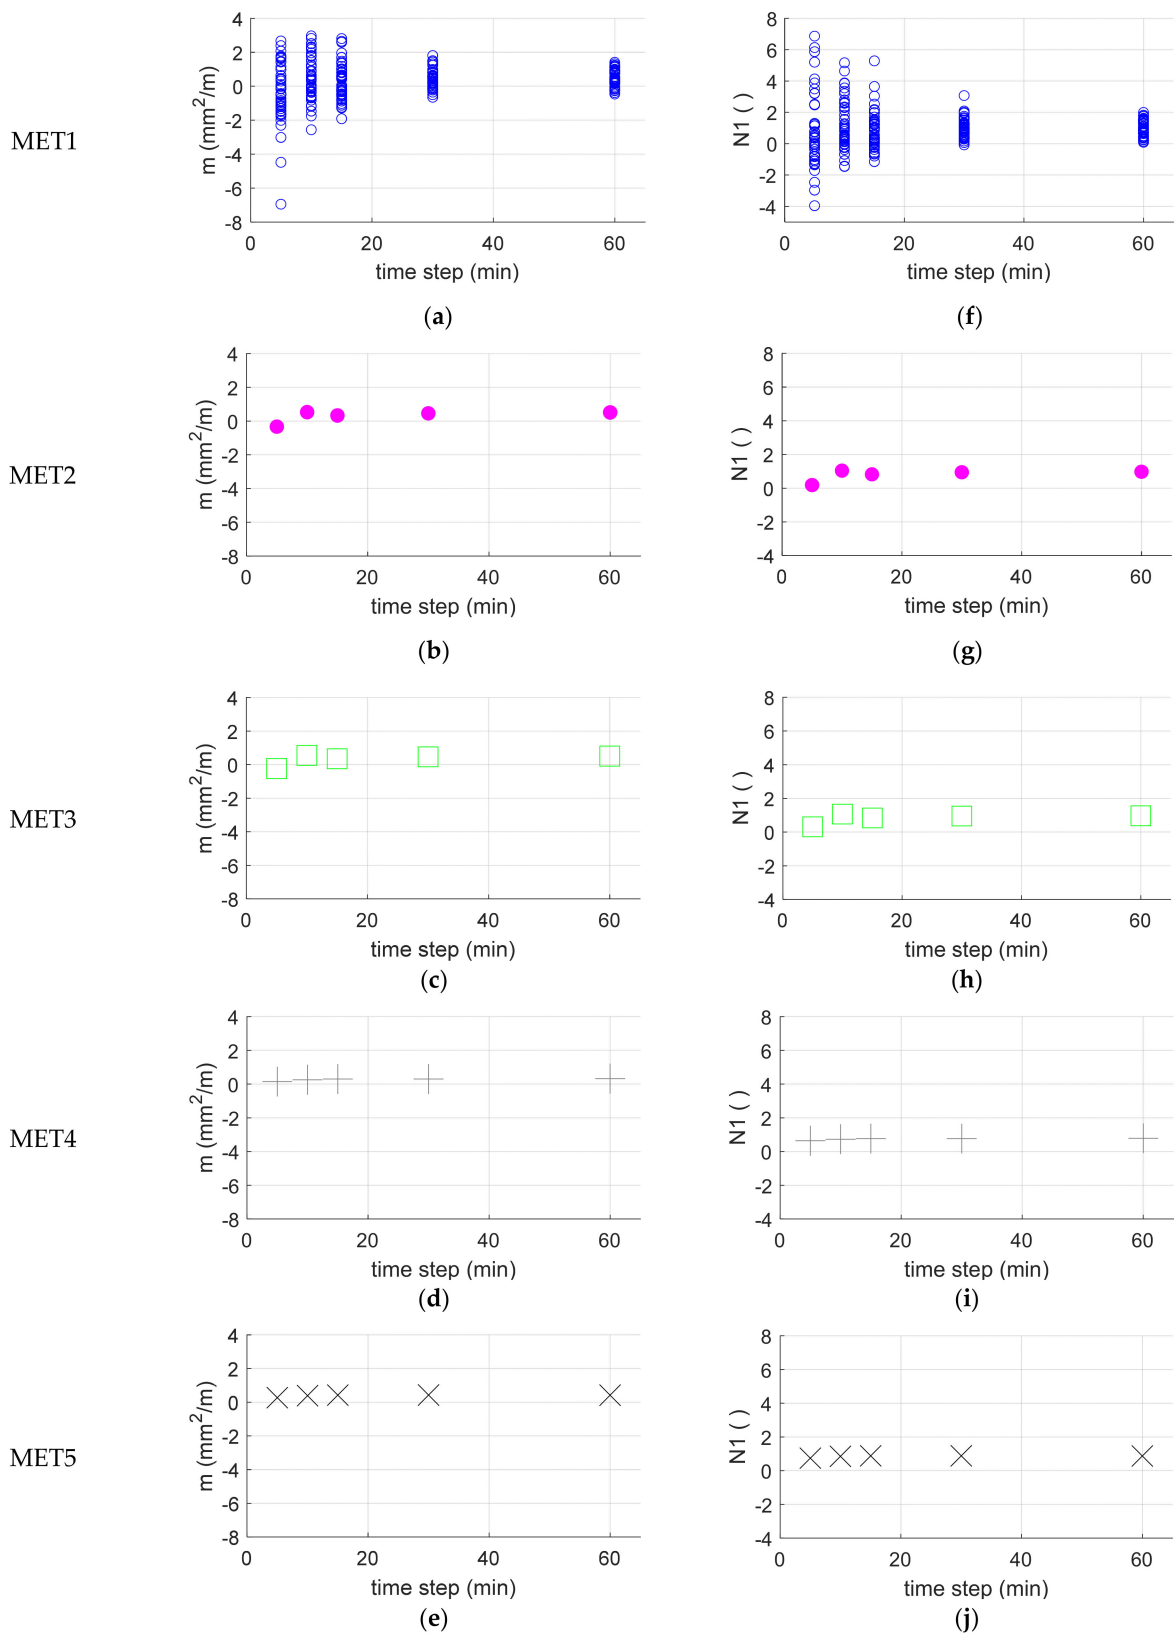 MET1
4
2
0
-2
-4
-6
-8
m (mm²/m)
0 20 40 60
time step (min)
(a)
8
6
4
2
0
-2
-4
N1 ( )
0 20 40 60
time step (min)
(f)
MET2
4
2
0
-2
-4
-6
-8
m (mm²/m)
0 20 40 60
time step (min)
(b)
8
6
4
2
0
-2
-4
N1 ( )
0 20 40 60
time step (min)
(g)
MET3
4
2
0
-2
-4
-6
-8
m (mm²/m)
0 20 40 60
time step (min)
(c)
8
6
4
2
0
-2
-4
N1 ( )
0 20 40 60
time step (min)
(h)
MET4
4
2
0
-2
-4
-6
-8
m (mm²/m)
0 20 40 60
time step (min)
(d)
8
6
4
2
0
-2
-4
N1 ( )
0 20 40 60
time step (min)
(i)
MET5
4
2
0
-2
-4
-6
-8
m (mm²/m)
0 20 40 60
time step (min)
(e)
8
6
4
2
0
-2
-4
N1 ( )
0 20 40 60
time step (min)
(j)